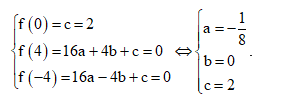 f(0)=c=2
f(4)=16a+4b+c=0
f(-4)=16a-4b+c=0
⇔
a=-1/8
b=0
c=2
.